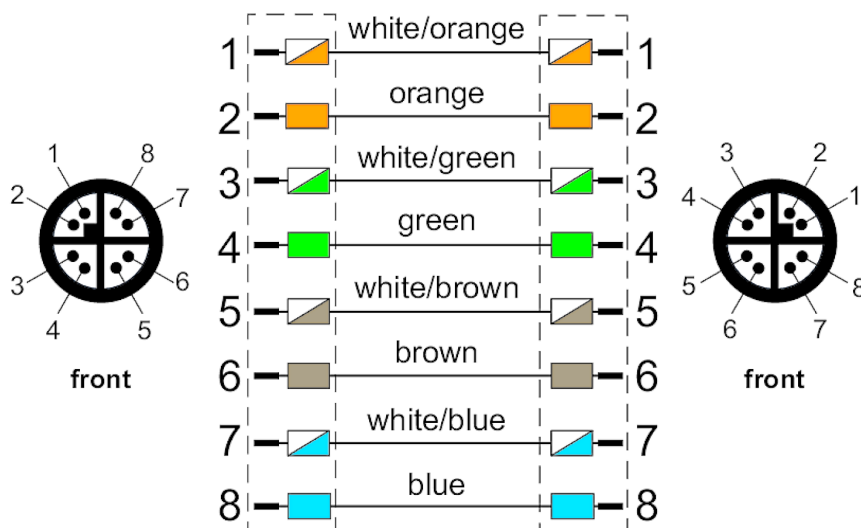 1 white/orange 1
2 orange 2
3 white/green 3
4 green 4
5 white/brown 5
6 brown 6
7 white/blue 7
8 blue 8
1 8
2 7
3 6
4 5
front
3 2
4 1
5 8
6 7
front